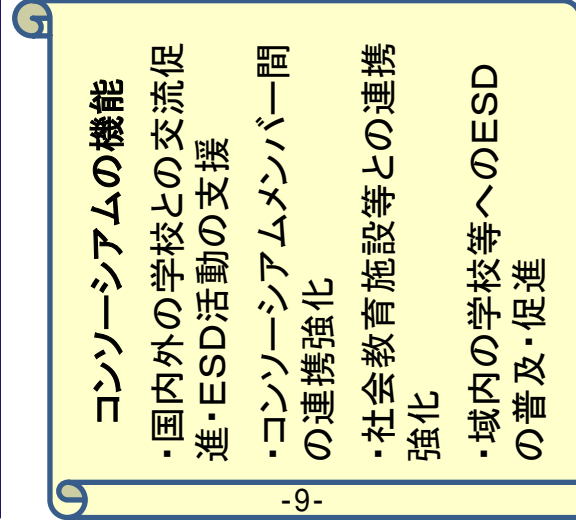 コンソーシアムの機能
・国内外の学校との交流促
進・ESD活動の支援
・コンソーシアムメンバー間
の連携強化
・社会教育施設等との連携
強化
・域内の学校等へのESD
の普及・促進
-9-